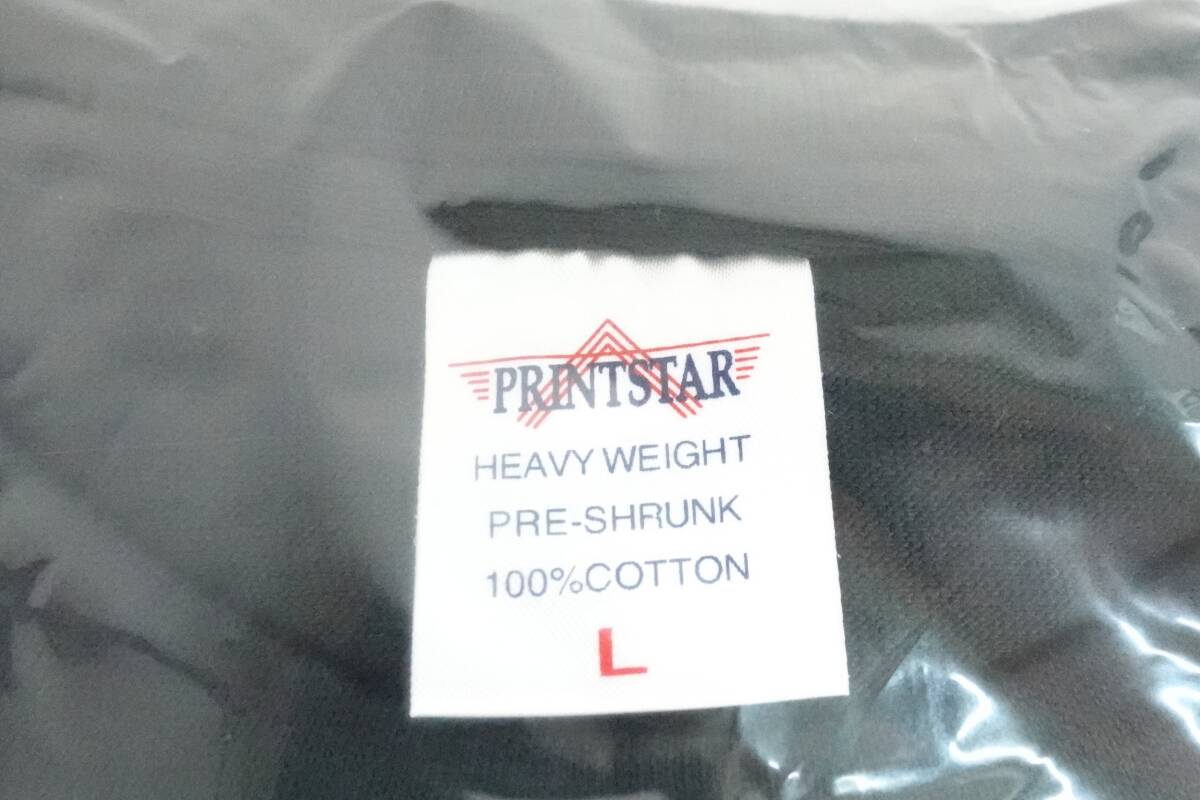 PRINTSTAR
HEAVY WEIGHT
PRE-SHRUNK
100%COTTON
L